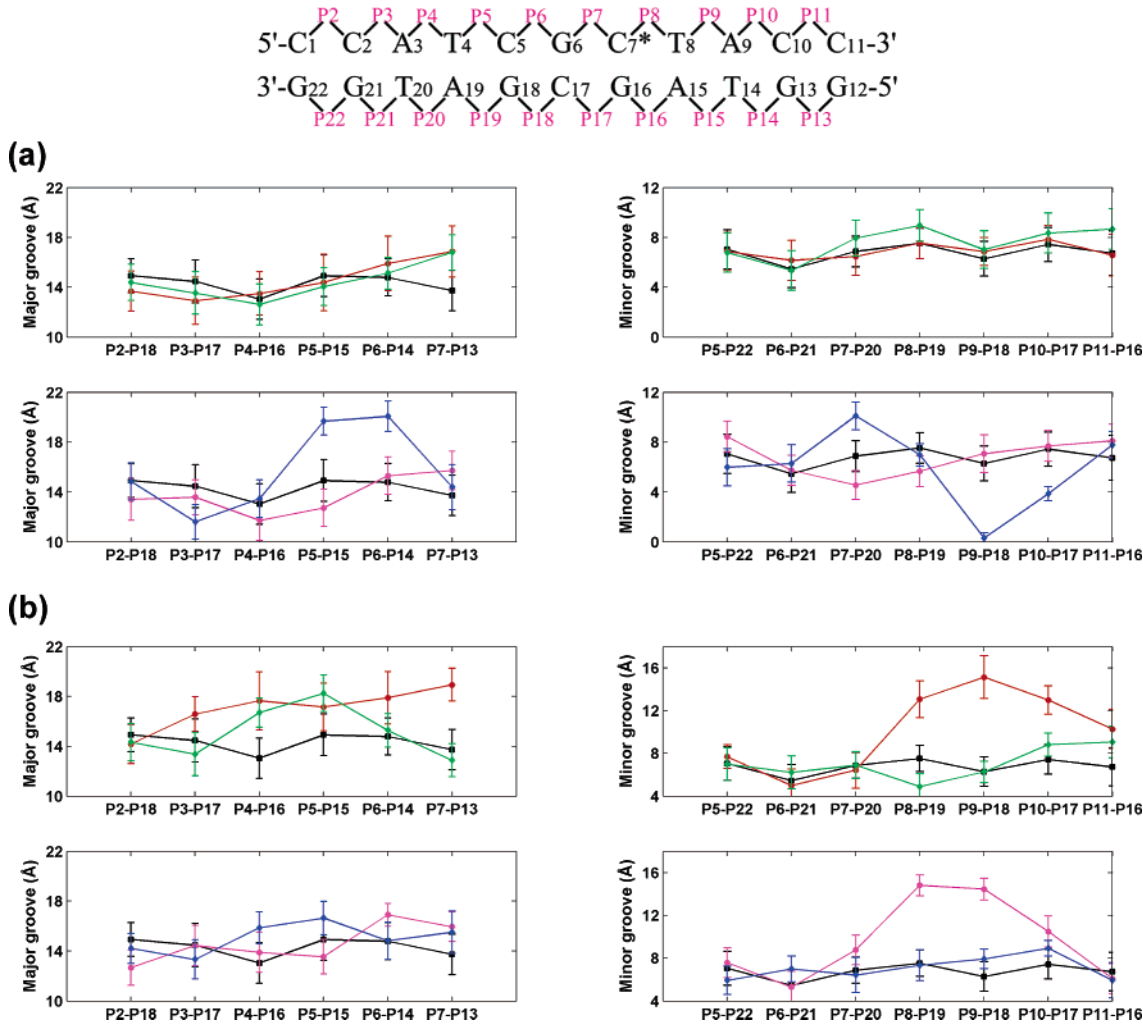 P2 P3 P4 P5 P6 P7 P8 P9 P10 P11
5'-C1 C2 A3 T4 C5 G6 C7* T8 A9 C10 C11-3'
3'-G22 G21 T20 A19 G18 C17 G16 A15 T14 G13 G12-5'
P22 P21 P20 P19 P18 P17 P16 P15 P14 P13
(a)
Major groove (Å)
22
18
14
10
P2-P18 P3-P17 P4-P16 P5-P15 P6-P14 P7-P13
Minor groove (Å)
12
8
4
0
P5-P22 P6-P21 P7-P20 P8-P19 P9-P18 P10-P17 P11-P16
Major groove (Å)
22
18
14
10
P2-P18 P3-P17 P4-P16 P5-P15 P6-P14 P7-P13
Minor groove (Å)
12
8
4
0
P5-P22 P6-P21 P7-P20 P8-P19 P9-P18 P10-P17 P11-P16
(b)
Major groove (Å)
22
18
14
10
P2-P18 P3-P17 P4-P16 P5-P15 P6-P14 P7-P13
Minor groove (Å)
16
12
8
4
P5-P22 P6-P21 P7-P20 P8-P19 P9-P18 P10-P17 P11-P16
Major groove (Å)
22
18
14
10
P2-P18 P3-P17 P4-P16 P5-P15 P6-P14 P7-P13
Minor groove (Å)
16
12
8
4
P5-P22 P6-P21 P7-P20 P8-P19 P9-P18 P10-P17 P11-P16